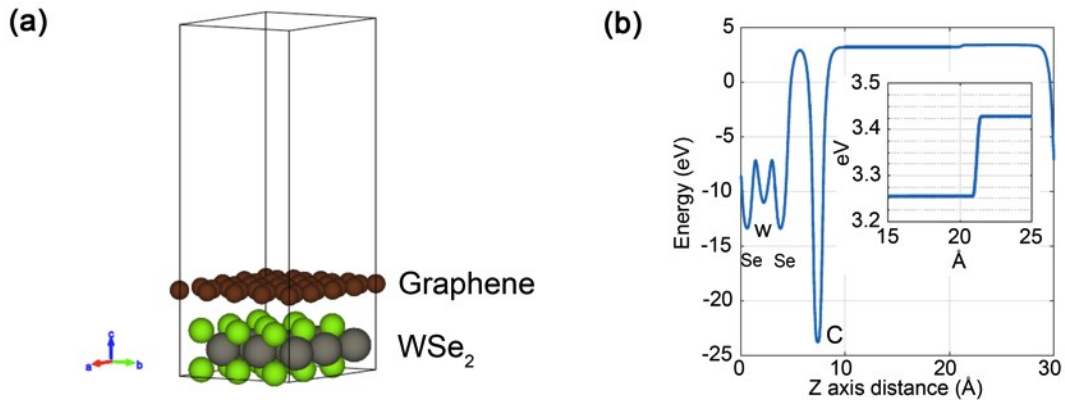 (a)
Graphene
WSe₂
c
a
b
(b)
5
0
-5
-10
-15
-20
-25
Energy (eV)
0
10
20
30
Z axis distance (Å)
Se
W
Se
C
3.5
3.4
3.3
3.2
eV
15
20
25
Å